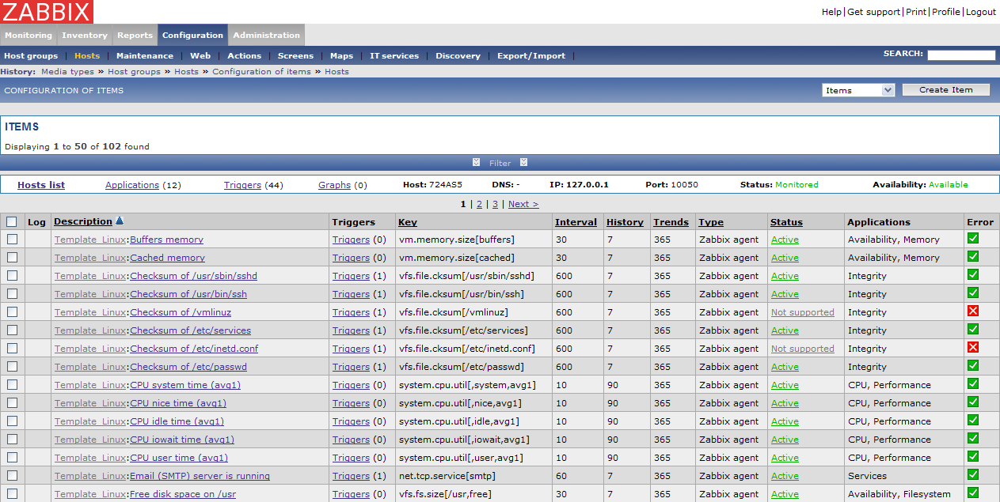 ZABBIX
Help|Get support|Print|Profile|Logout
Monitoring Inventory Reports Configuration Administration
Host groups | Hosts | Maintenance | Web | Actions | Screens | Maps | IT services | Discovery | Export/Import | SEARCH:
History: Media types » Host groups » Hosts » Configuration of items » Hosts
CONFIGURATION OF ITEMS Items Create Item
ITEMS
Displaying 1 to 50 of 102 found
Filter
Hosts list Applications (12) Triggers (44) Graphs (0) Host: 724AS5 DNS: - IP: 127.0.0.1 Port: 10050 Status: Monitored Availability: Available
1 | 2 | 3 | Next >
Log Description Triggers Key Interval History Trends Type Status Applications Error
Template_Linux:Buffers memory Triggers (0) vm.memory.size[buffers] 30 7 365 Zabbix agent Active Availability, Memory
Template_Linux:Cached memory Triggers (0) vm.memory.size[cached] 30 7 365 Zabbix agent Active Availability, Memory
Template_Linux:Checksum of /usr/sbin/sshd Triggers (1) vfs.file.cksum[/usr/sbin/sshd] 600 7 365 Zabbix agent Active Integrity
Template_Linux:Checksum of /usr/bin/ssh Triggers (1) vfs.file.cksum[/usr/bin/ssh] 600 7 365 Zabbix agent Active Integrity
Template_Linux:Checksum of /vmlinuz Triggers (1) vfs.file.cksum[/vmlinuz] 600 7 365 Zabbix agent Not supported Integrity
Template_Linux:Checksum of /etc/services Triggers (1) vfs.file.cksum[/etc/services] 600 7 365 Zabbix agent Active Integrity
Template_Linux:Checksum of /etc/inetd.conf Triggers (1) vfs.file.cksum[/etc/inetd.conf] 600 7 365 Zabbix agent Not supported Integrity
Template_Linux:Checksum of /etc/passwd Triggers (1) vfs.file.cksum[/etc/passwd] 600 7 365 Zabbix agent Active Integrity
Template_Linux:CPU system time (avg1) Triggers (0) system.cpu.util[,system,avg1] 10 90 365 Zabbix agent Active CPU, Performance
Template_Linux:CPU nice time (avg1) Triggers (0) system.cpu.util[,nice,avg1] 10 90 365 Zabbix agent Active CPU, Performance
Template_Linux:CPU idle time (avg1) Triggers (0) system.cpu.util[,idle,avg1] 10 90 365 Zabbix agent Active CPU, Performance
Template_Linux:CPU iowait time (avg1) Triggers (0) system.cpu.util[,iowait,avg1] 10 90 365 Zabbix agent Active CPU, Performance
Template_Linux:CPU user time (avg1) Triggers (0) system.cpu.util[,user,avg1] 10 90 365 Zabbix agent Active CPU, Performance
Template_Linux:Email (SMTP) server is running Triggers (1) net.tcp.service[smtp] 60 7 365 Zabbix agent Active Services
Template_Linux:Free disk space on /usr Triggers (0) vfs.fs.size[/usr,free] 30 7 365 Zabbix agent Active Availability, Filesystem